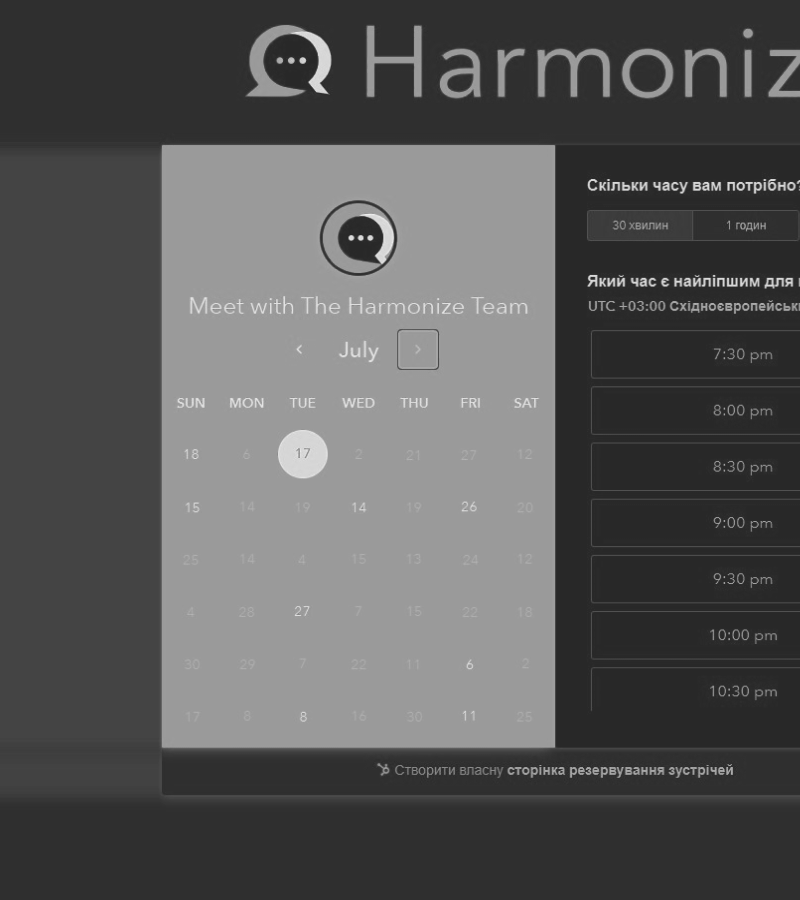 Harmoniz
Meet with The Harmonize Team
July
SUN MON TUE WED THU FRI SAT
18 6 17 2 21 27 12
15 14 19 14 19 26 20
25 14 4 15 13 24 12
4 28 27 7 15 22 18
30 29 7 22 11 6 2
17 8 8 16 30 11 25
Скільки часу вам потрібно?
30 хвилин 1 годин
Який час є найліпшим для
UTC +03:00 Східноєвропейськ
7:30 pm
8:00 pm
8:30 pm
9:00 pm
9:30 pm
10:00 pm
10:30 pm
Створити власну сторінка резервування зустрічей